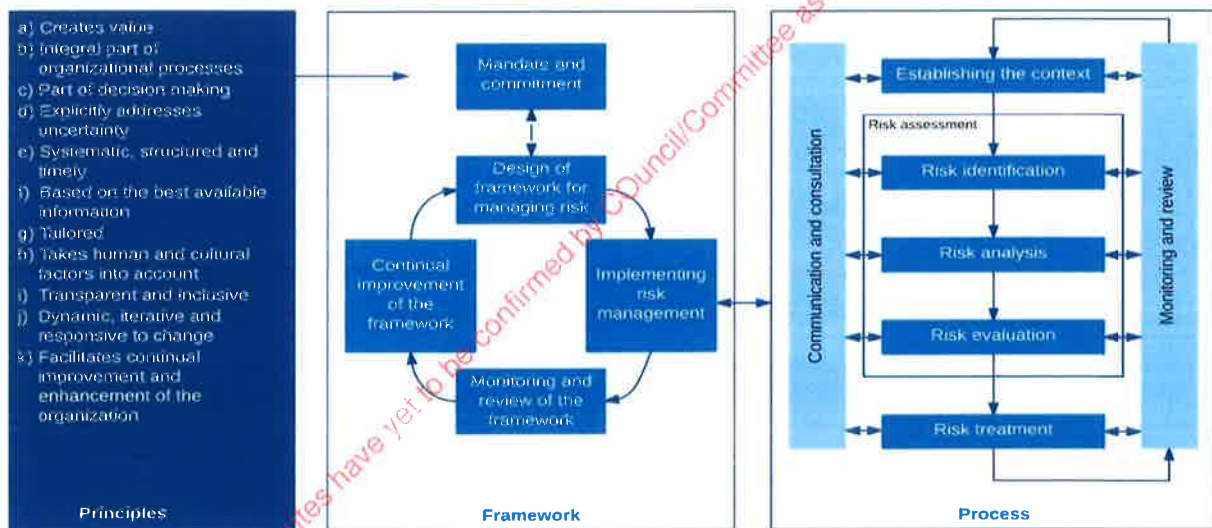 a) Creates value
b) Integral part of
organizational processes
c) Part of decision making
d) Explicitly addresses
uncertainty
e) Systematic, structured and
timely
f) Based on the best available
information
g) Tailored
h) Takes human and cultural
factors into account
i) Transparent and inclusive
j) Dynamic, iterative and
responsive to change
k) Facilitates continual
improvement and
enhancement of the
organization
Principles
Mandate and
commitment
Design of
framework for
managing risk
Continual
improvement
of the
framework
Implementing
risk
management
Monitoring and
review of the
framework
Framework
Communication and consultation
Establishing the context
Risk assessment
Risk identification
Risk analysis
Risk evaluation
Risk treatment
Monitoring and review
Process
have yet to be confirmed by COuncil/Committee as